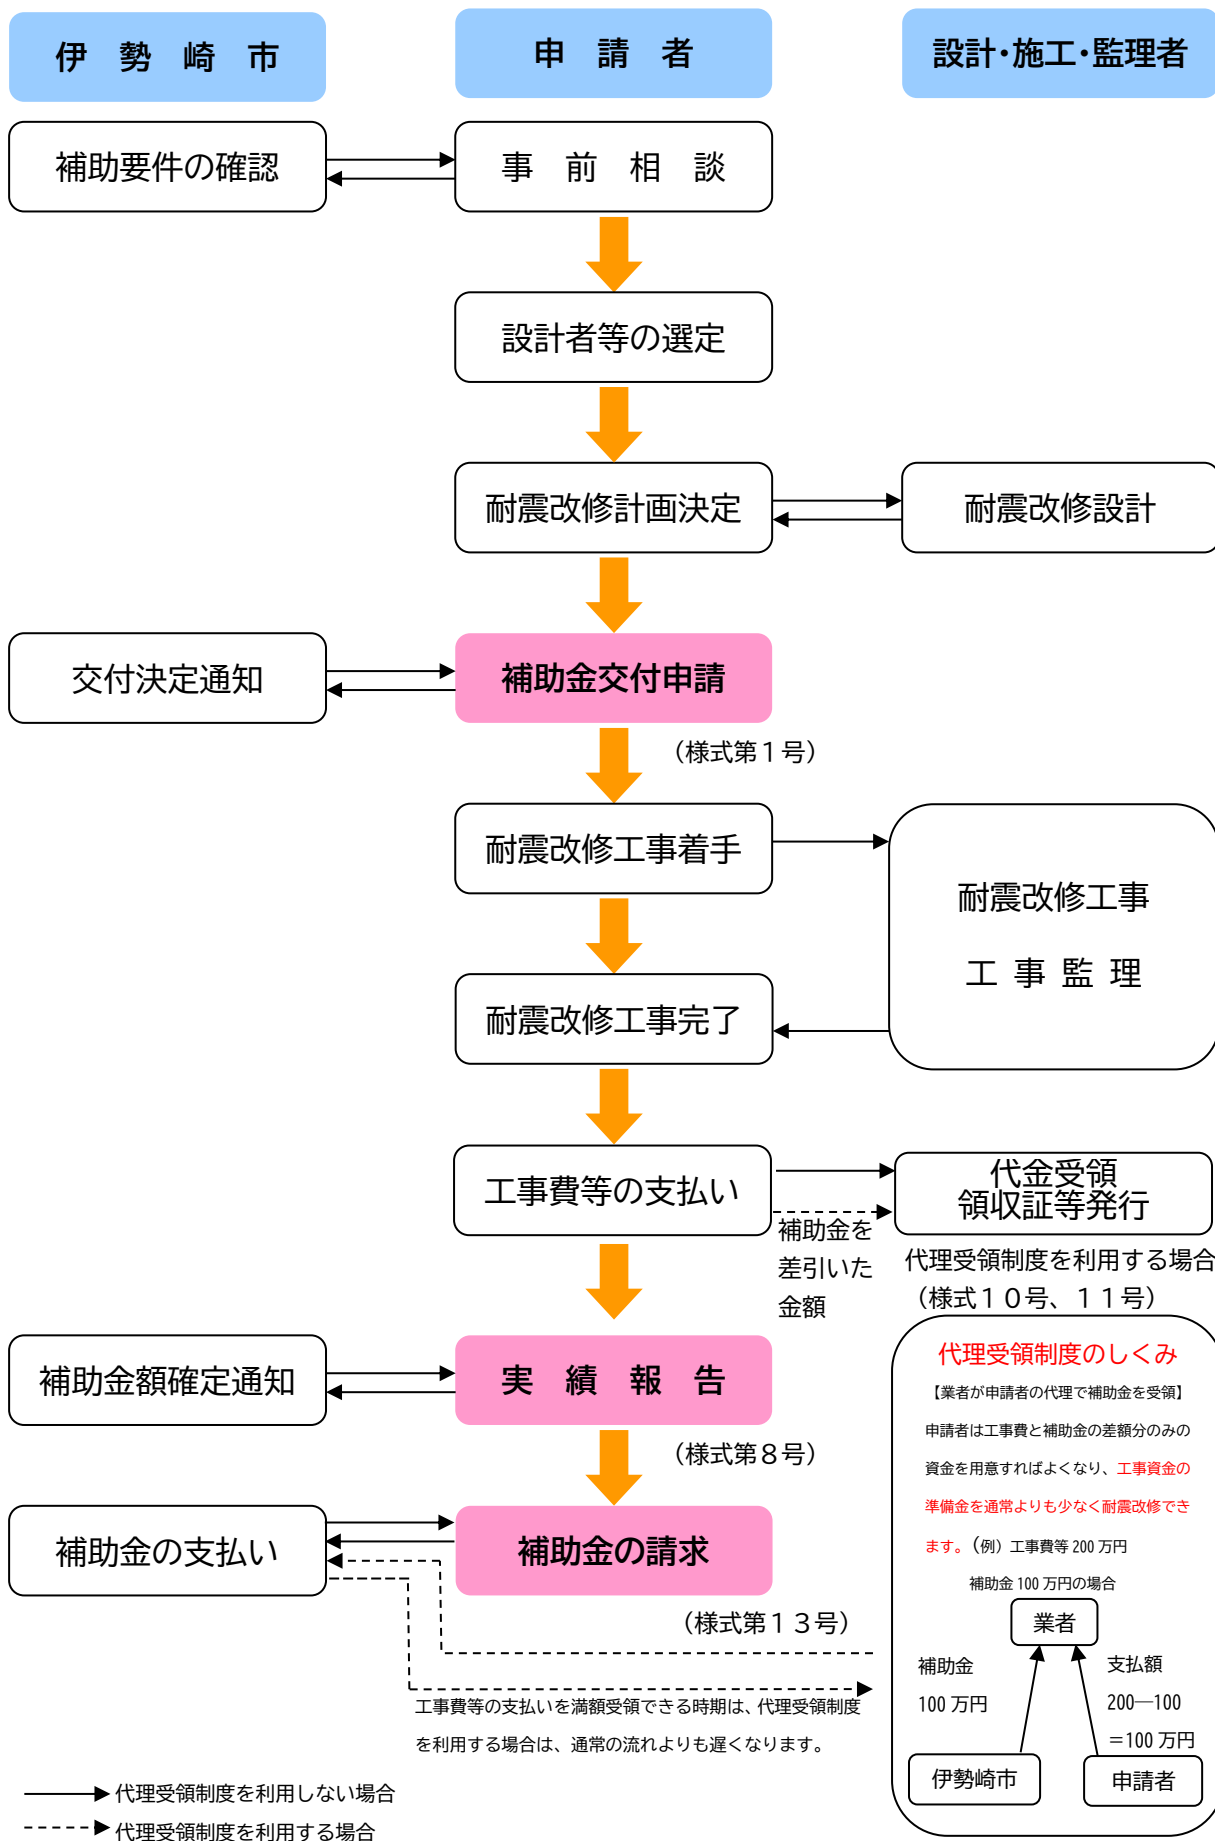 伊　勢　崎　市
申　請　者
設計・施工・監理者
補助要件の確認
事　前　相　談
設計者等の選定
耐震改修計画決定
耐震改修設計
交付決定通知
補助金交付申請
（様式第１号）
耐震改修工事着手
耐震改修工事
工 事 監 理
耐震改修工事完了
工事費等の支払い
代金受領
領収証等発行
補助金を
差引いた
金額
代理受領制度を利用する場合
（様式１０号、１１号）
補助金額確定通知
実　績　報　告
（様式第８号）
補助金の支払い
補助金の請求
（様式第１３号）
工事費等の支払いを満額受領できる時期は、代理受領制度
を利用する場合は、通常の流れよりも遅くなります。
代理受領制度のしくみ
【業者が申請者の代理で補助金を受領】
申請者は工事費と補助金の差額分のみの
資金を用意すればよくなり、工事資金の
準備金を通常よりも少なく耐震改修でき
ます。（例）工事費等 200 万円
補助金 100 万円の場合
業者
補助金
100 万円
支払額
200―100
＝100 万円
伊勢崎市
申請者
代理受領制度を利用しない場合
代理受領制度を利用する場合